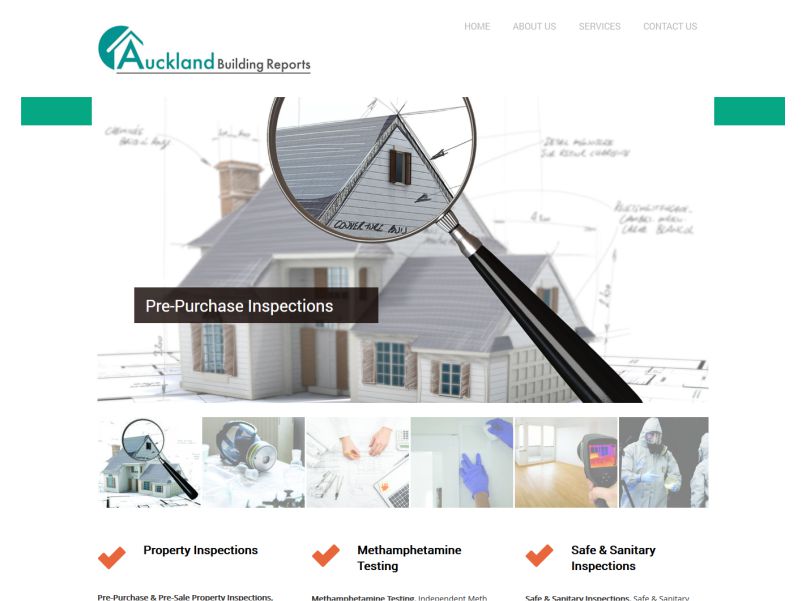 HOME ABOUT US SERVICES CONTACT US
Auckland Building Reports
Pre-Purchase Inspections
Property Inspections
Methamphetamine
Testing
Safe & Sanitary
Inspections
Pre-Purchase & Pre-Sale Property Inspections,
Methamphetamine Testing, Independent Meth
Safe & Sanitary Inspections, Safe & Sanitary